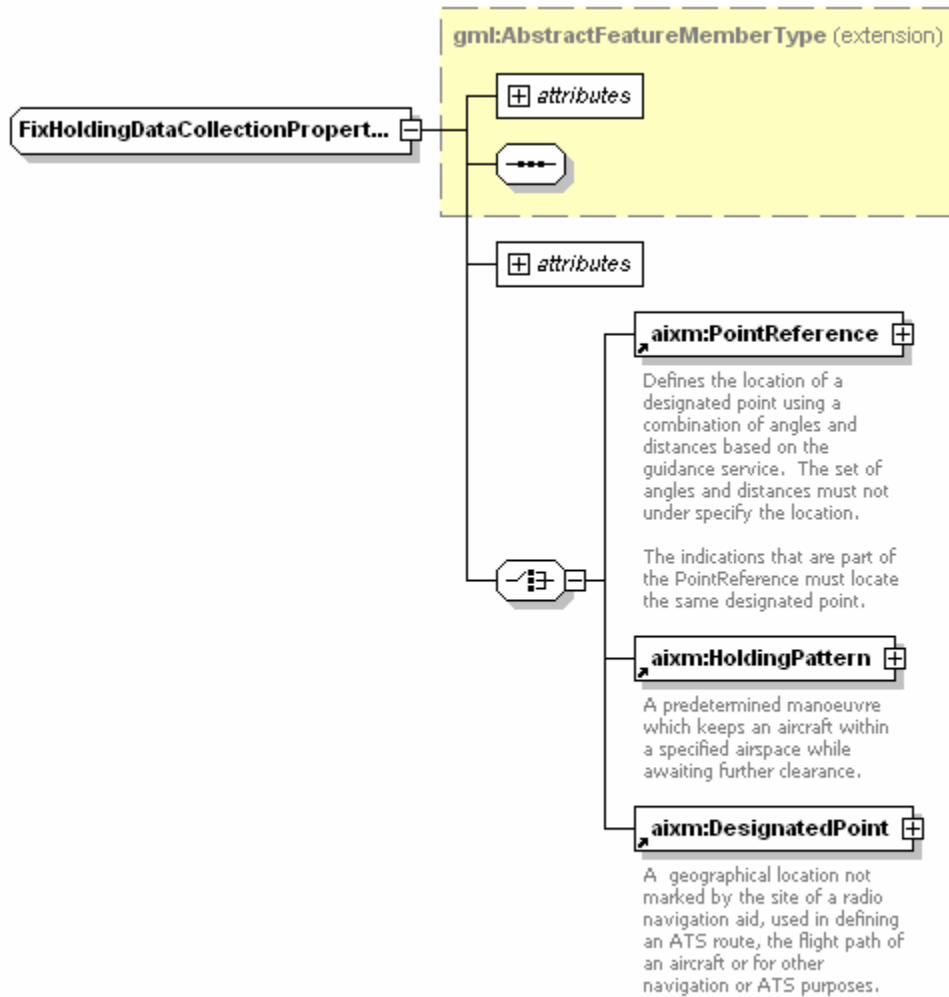 gml:AbstractFeatureMemberType (extension)
attributes
FixHoldingDataCollectionPropert...
attributes
aixm:PointReference
Defines the location of a
designated point using a
combination of angles and
distances based on the
guidance service.  The set of
angles and distances must not
under specify the location.
The indications that are part of
the PointReference must locate
the same designated point.
aixm:HoldingPattern
A predetermined manoeuvre
which keeps an aircraft within
a specified airspace while
awaiting further clearance.
aixm:DesignatedPoint
A  geographical location not
marked by the site of a radio
navigation aid, used in defining
an ATS route, the flight path of
an aircraft or for other
navigation or ATS purposes.